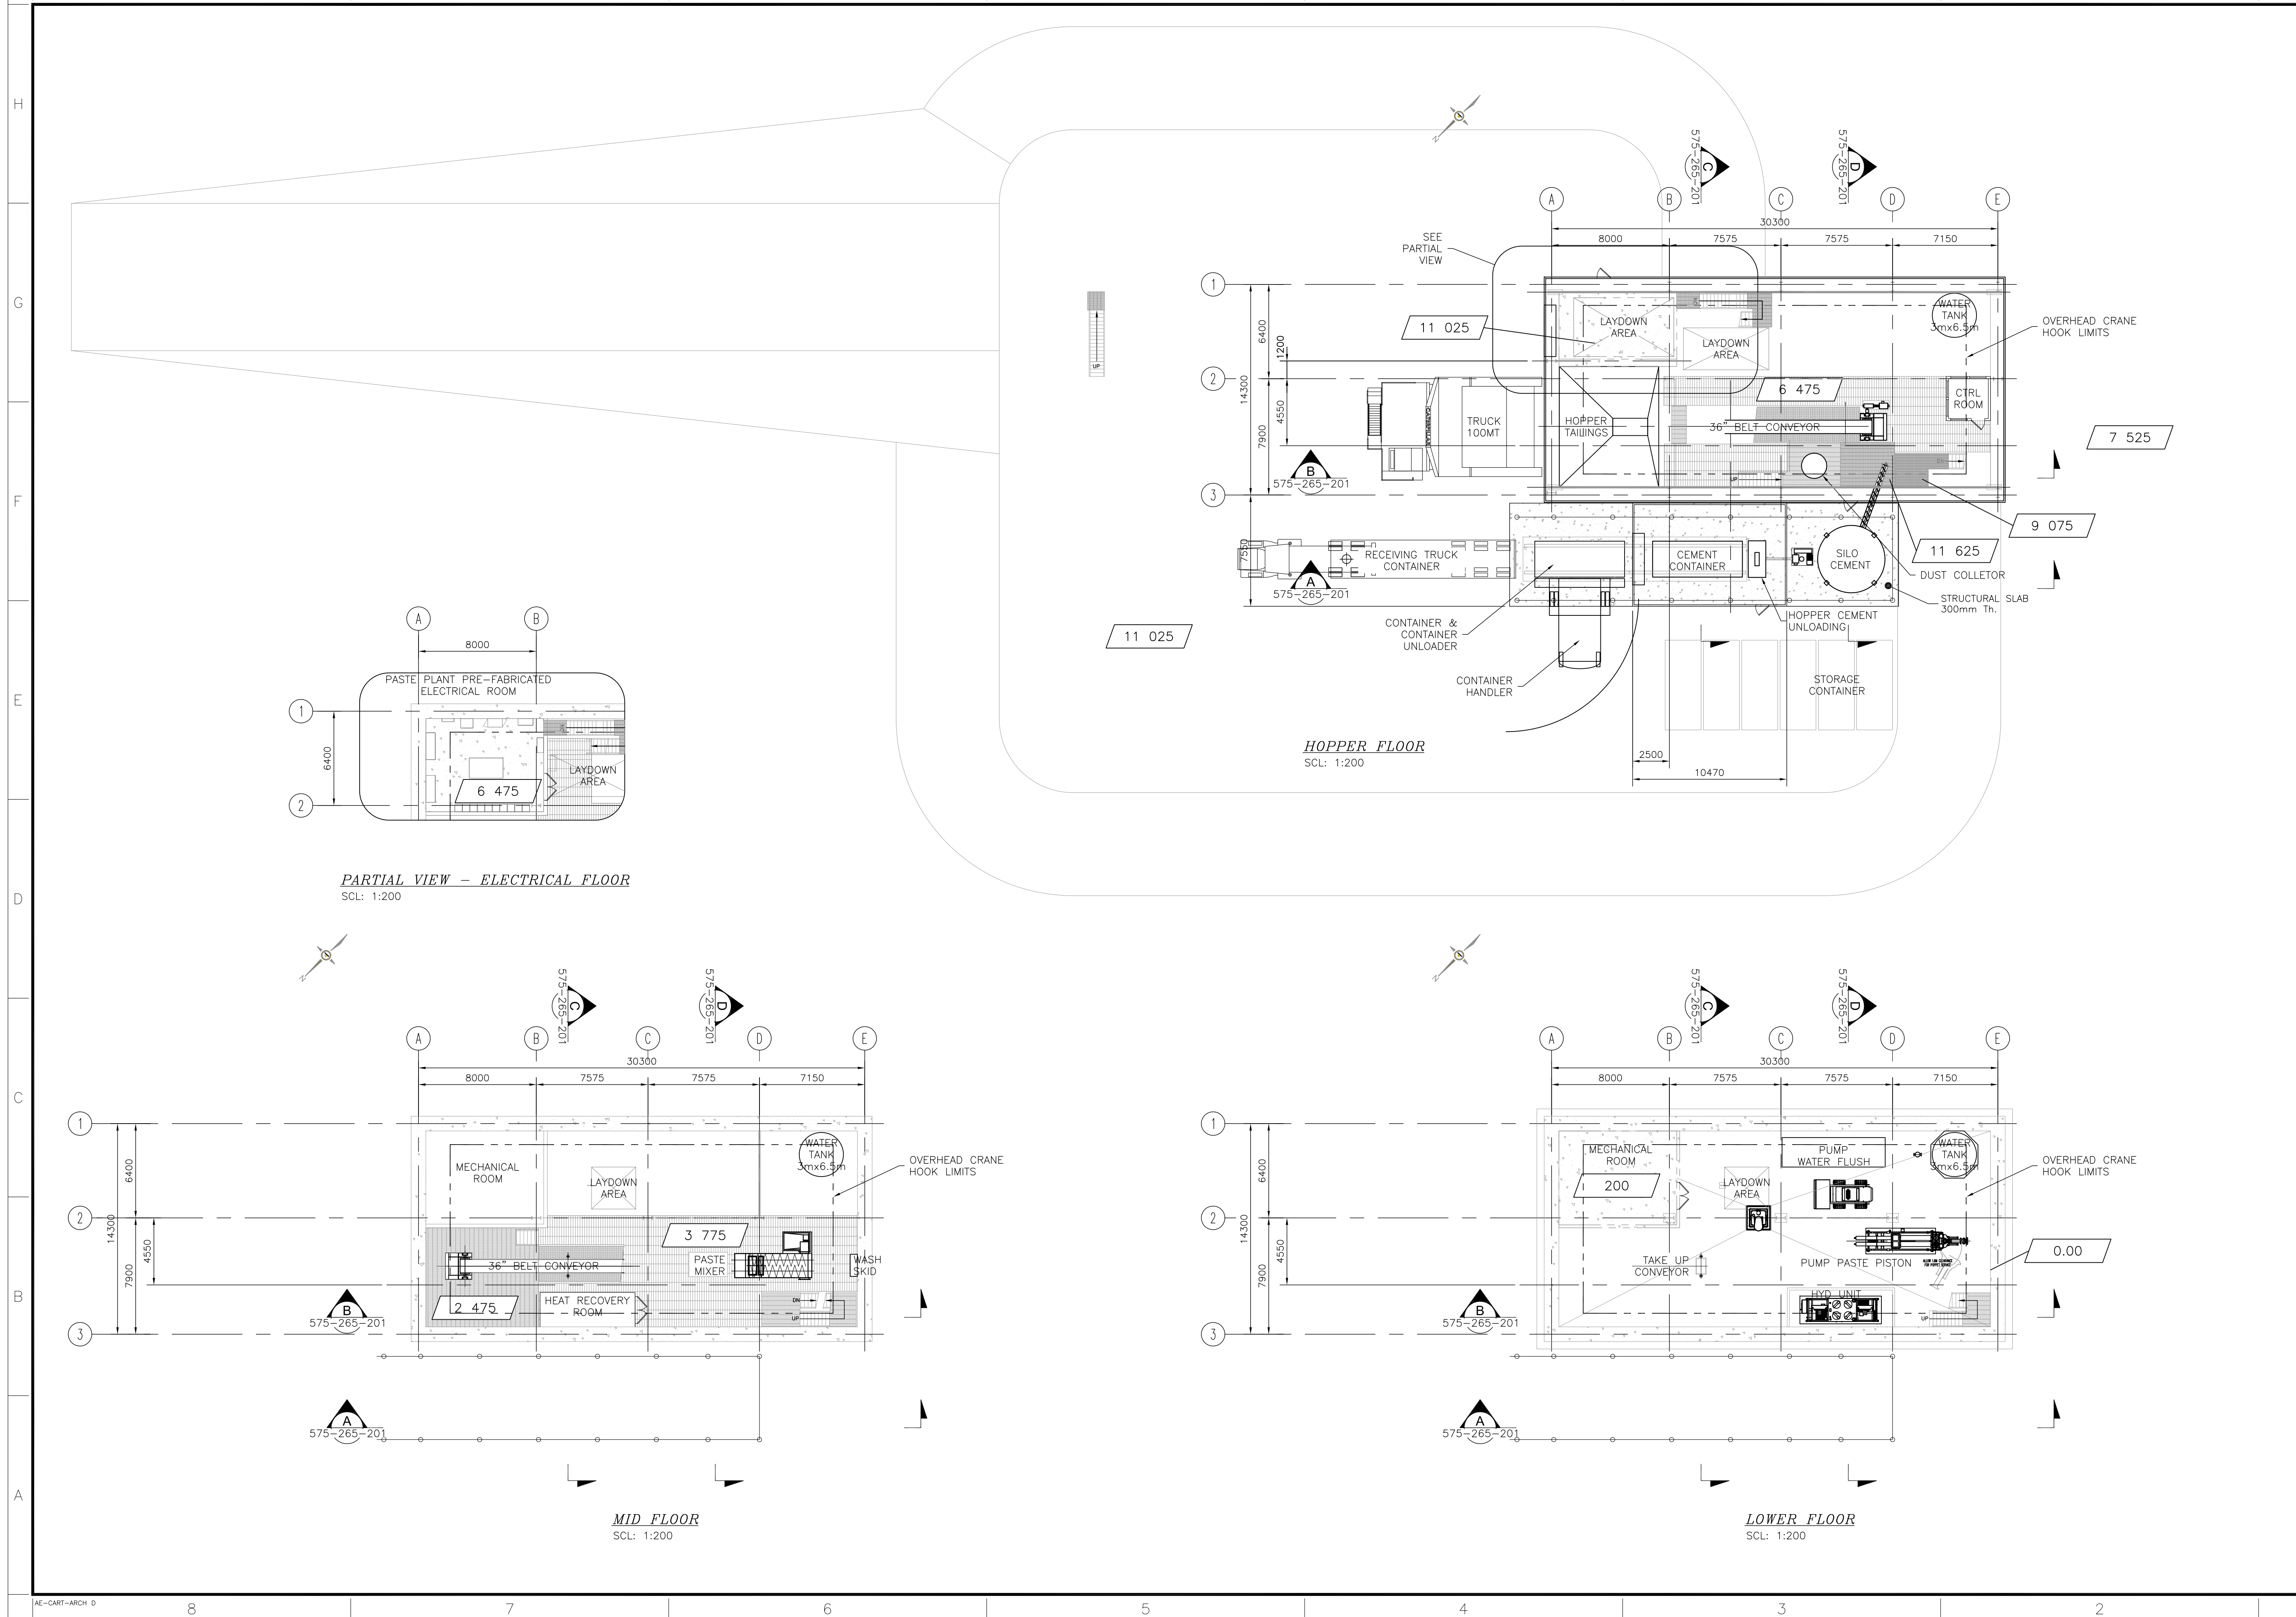 H
G
F
E
D
C
B
A
8
7
6
5
4
3
2
AE-CART-ARCH D
N
575-265-201
C
575-265-201
D
A
B
C
D
E
30300
8000
7575
7575
7150
SEE
PARTIAL
VIEW
1
2
3
14300
6400
1200
4550
7900
7550
11 025
LAYDOWN
AREA
LAYDOWN
AREA
WATER
TANK
3mx6.5m
OVERHEAD CRANE
HOOK LIMITS
6 475
CTRL
ROOM
7 525
CATERPILLAR
TRUCK
100MT
HOPPER
TAILINGS
36" BELT CONVEYOR
DN
UP
UP
B
575-265-201
A
575-265-201
RECEIVING TRUCK
CONTAINER
CEMENT
CONTAINER
SILO
CEMENT
9 075
11 625
DUST COLLETOR
STRUCTURAL SLAB
300mm Th.
HOPPER CEMENT
UNLOADING
CONTAINER &
CONTAINER
UNLOADER
11 025
CONTAINER
HANDLER
STORAGE
CONTAINER
2500
10470
HOPPER FLOOR
SCL: 1:200
A
B
8000
PASTE PLANT PRE-FABRICATED
ELECTRICAL ROOM
1
2
6400
LAYDOWN
AREA
6 475
PARTIAL VIEW - ELECTRICAL FLOOR
SCL: 1:200
N
575-265-201
C
575-265-201
D
A
B
C
D
E
30300
8000
7575
7575
7150
1
2
3
14300
6400
7900
4550
MECHANICAL
ROOM
LAYDOWN
AREA
WATER
TANK
3mx6.5m
OVERHEAD CRANE
HOOK LIMITS
3 775
36" BELT CONVEYOR
PASTE
MIXER
WASH
SKID
2 475
HEAT RECOVERY
ROOM
DN
UP
B
575-265-201
A
575-265-201
MID FLOOR
SCL: 1:200
N
575-265-201
C
575-265-201
D
A
B
C
D
E
30300
8000
7575
7575
7150
1
2
3
14300
6400
7900
4550
MECHANICAL
ROOM
200
PUMP
WATER FLUSH
WATER
TANK
3mx6.5m
OVERHEAD CRANE
HOOK LIMITS
LAYDOWN
AREA
TAKE UP
CONVEYOR
PUMP PASTE PISTON
0.00
HYD UNIT
UP
B
575-265-201
A
575-265-201
LOWER FLOOR
SCL: 1:200